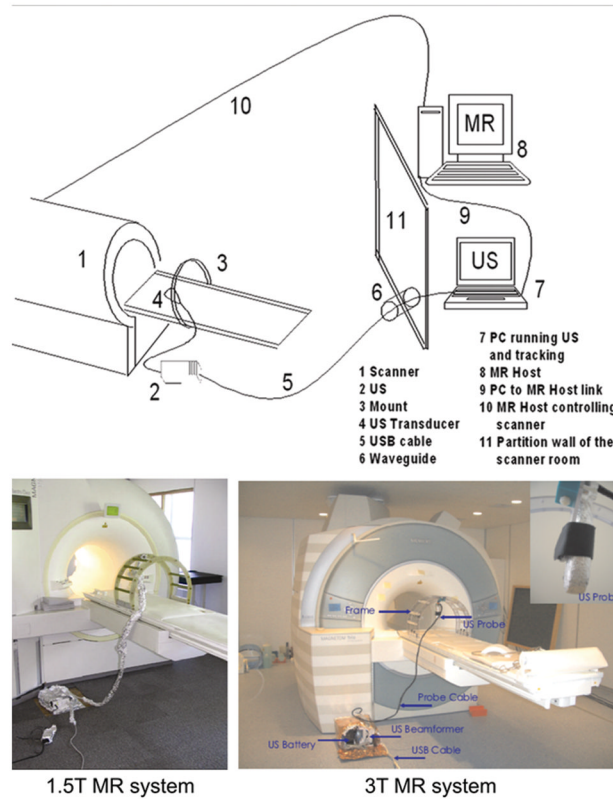 10
MR
8
9
11
1
3
4
US
6
7
2
5
1 Scanner
2 US
3 Mount
4 US Transducer
5 USB cable
6 Waveguide
7 PC running US
and tracking
8 MR Host
9 PC to MR Host link
10 MR Host controlling
scanner
11 Partition wall of the
scanner room
US Prob
Frame
US Probe
Probe Cable
US Beamformer
US Battery
USB Cable
1.5T MR system
3T MR system